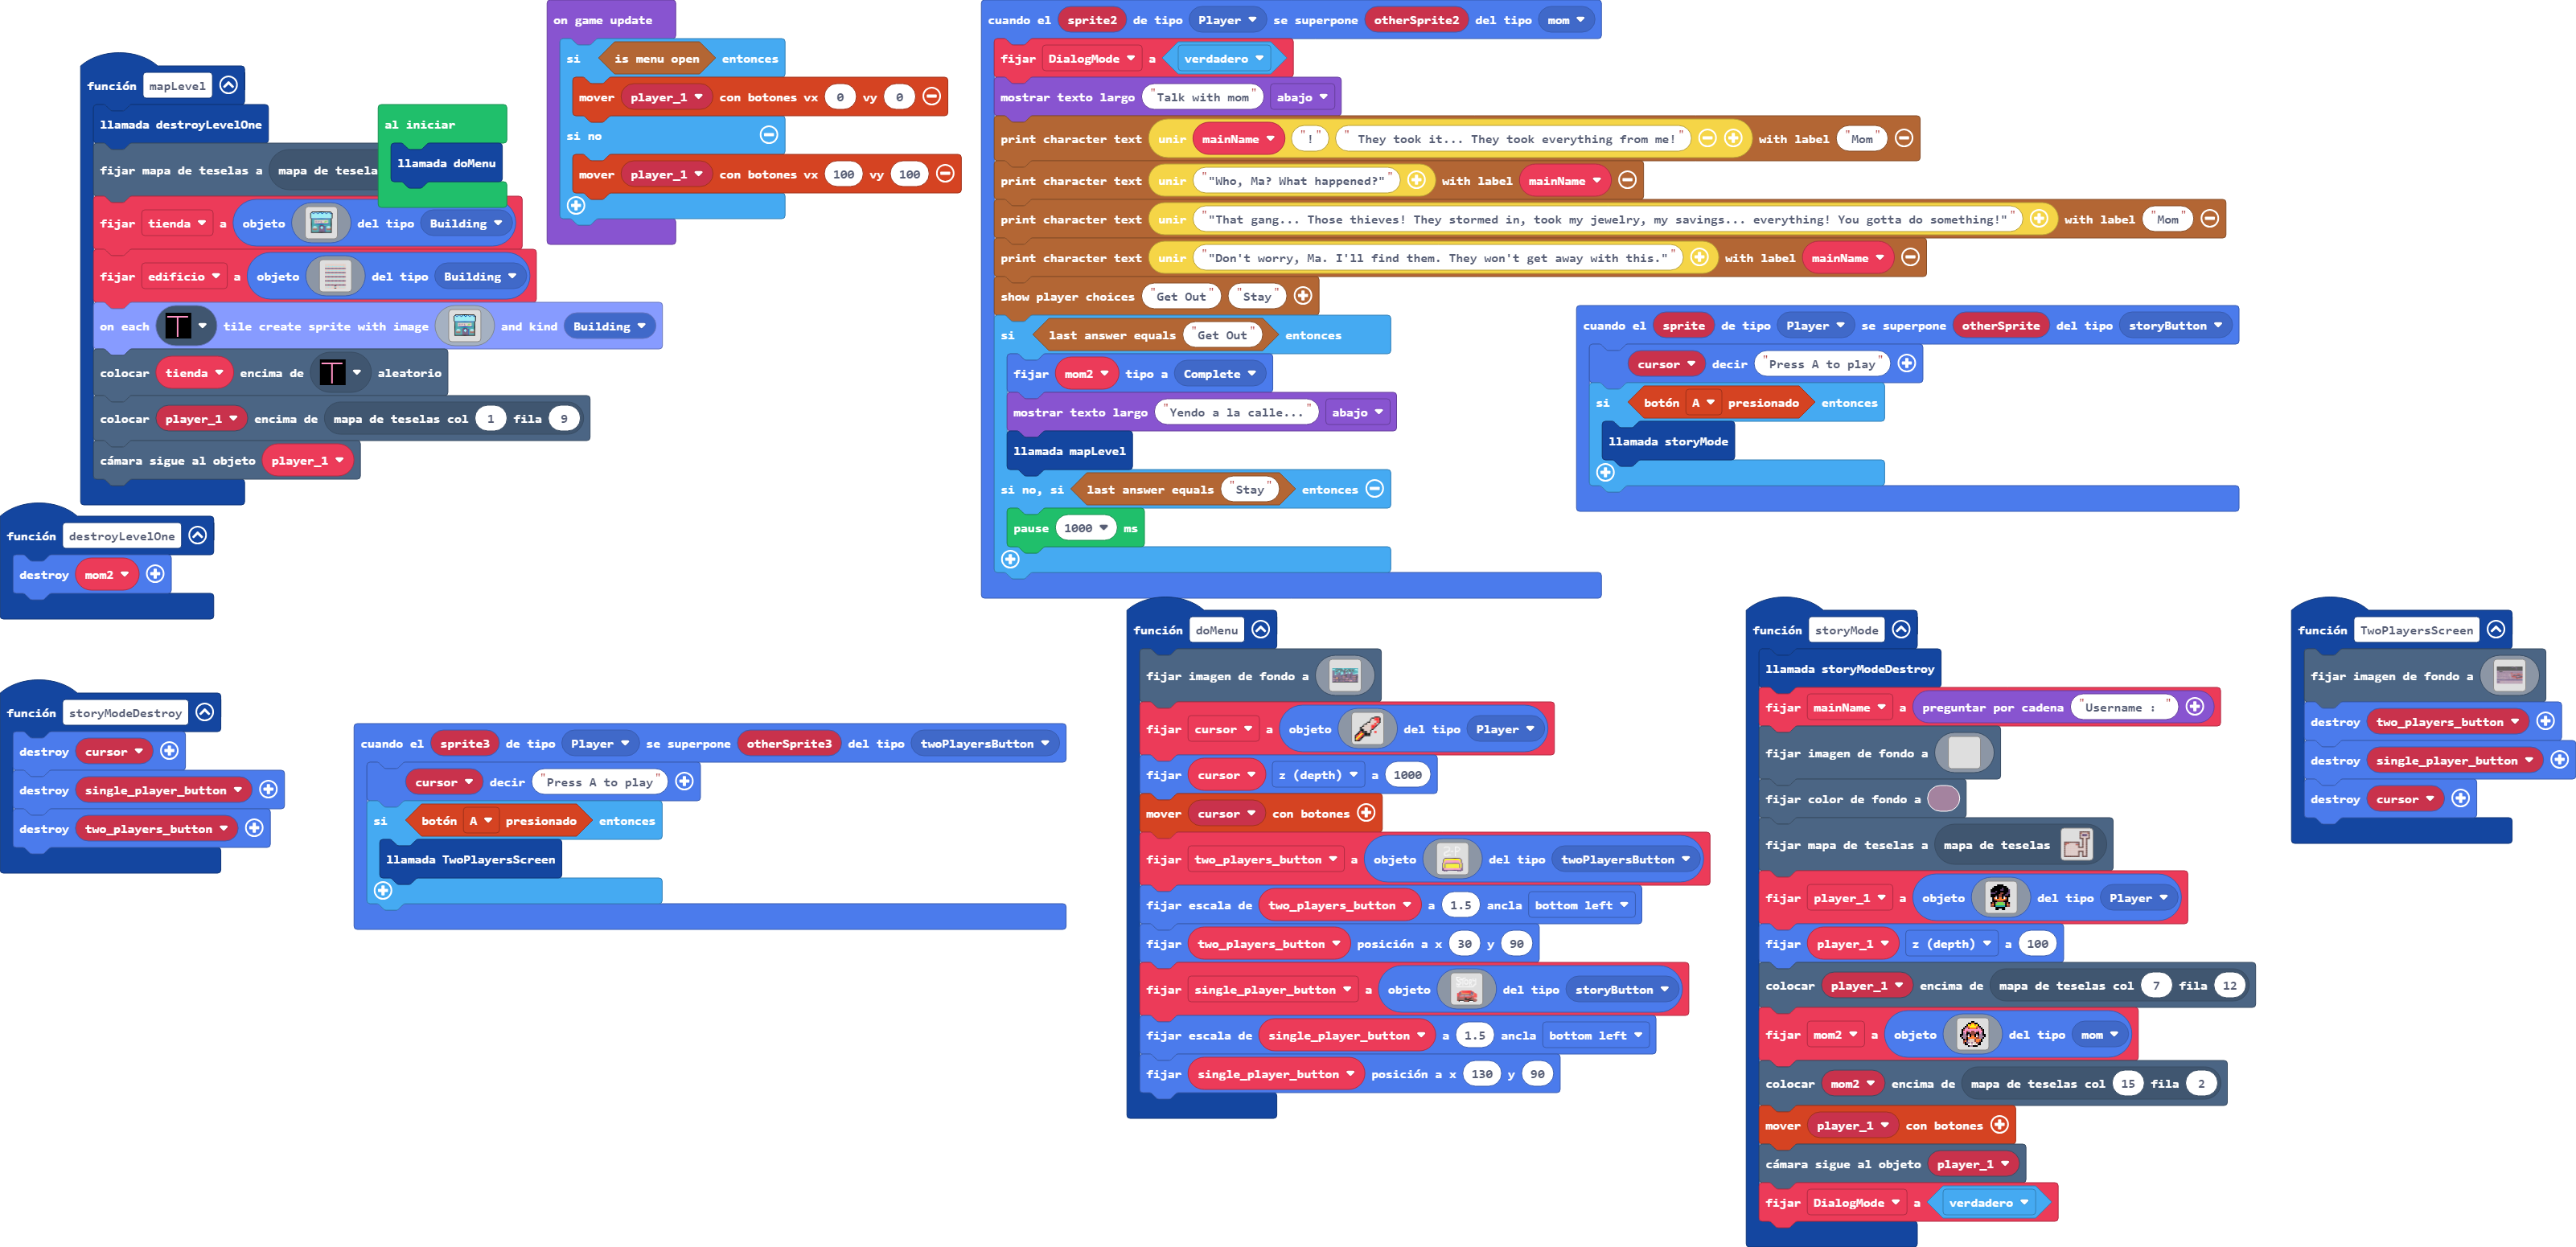 función mapLevel
llamada destroyLevelOne
fijar mapa de teselas a mapa de tesela
fijar tienda a objeto del tipo Building
fijar edificio a objeto del tipo Building
on each tile create sprite with image and kind Building
colocar tienda encima de aleatorio
colocar player_1 encima de mapa de teselas col 1 fila 9
cámara sigue al objeto player_1
al iniciar
llamada doMenu
función destroyLevelOne
destroy mom2
función storyModeDestroy
destroy cursor
destroy single_player_button
destroy two_players_button
on game update
si is menu open entonces
mover player_1 con botones vx 0 vy 0
si no
mover player_1 con botones vx 100 vy 100
cuando el sprite3 de tipo Player se superpone otherSprite3 del tipo twoPlayersButton
cursor decir "Press A to play"
si botón A presionado entonces
llamada TwoPlayersScreen
cuando el sprite2 de tipo Player se superpone otherSprite2 del tipo mom
fijar DialogMode a verdadero
mostrar texto largo "Talk with mom" abajo
print character text unir mainName "!" " They took it... They took everything from me!" with label "Mom"
print character text unir ""Who, Ma? What happened?"" with label mainName
print character text unir ""That gang... Those thieves! They stormed in, took my jewelry, my savings... everything! You gotta do something!"" with label "Mom"
print character text unir ""Don't worry, Ma. I'll find them. They won't get away with this."" with label mainName
show player choices "Get Out" "Stay"
si last answer equals "Get Out" entonces
fijar mom2 tipo a Complete
mostrar texto largo "Yendo a la calle..." abajo
llamada mapLevel
si no, si last answer equals "Stay" entonces
pause 1000 ms
cuando el sprite de tipo Player se superpone otherSprite del tipo storyButton
cursor decir "Press A to play"
si botón A presionado entonces
llamada storyMode
función doMenu
fijar imagen de fondo a
fijar cursor a objeto del tipo Player
fijar cursor z (depth) a 1000
mover cursor con botones
fijar two_players_button a objeto del tipo twoPlayersButton
fijar escala de two_players_button a 1.5 ancla bottom left
fijar two_players_button posición a x 30 y 90
fijar single_player_button a objeto del tipo storyButton
fijar escala de single_player_button a 1.5 ancla bottom left
fijar single_player_button posición a x 130 y 90
función storyMode
llamada storyModeDestroy
fijar mainName a preguntar por cadena "Username : "
fijar imagen de fondo a
fijar color de fondo a
fijar mapa de teselas a mapa de teselas
fijar player_1 a objeto del tipo Player
fijar player_1 z (depth) a 100
colocar player_1 encima de mapa de teselas col 7 fila 12
fijar mom2 a objeto del tipo mom
colocar mom2 encima de mapa de teselas col 15 fila 2
mover player_1 con botones
cámara sigue al objeto player_1
fijar DialogMode a verdadero
función TwoPlayersScreen
fijar imagen de fondo a
destroy two_players_button
destroy single_player_button
destroy cursor